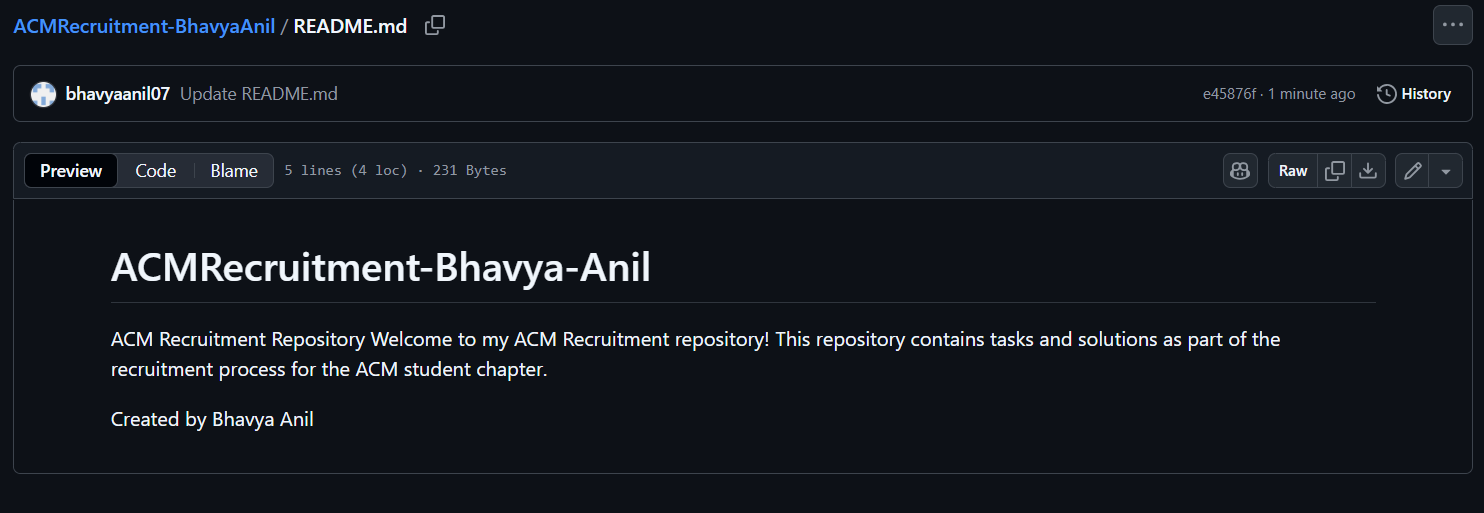 ACMRecruitment-BhavyaAnil / README.md
bhavyaanil07 Update README.md e45876f · 1 minute ago History
Preview Code Blame 5 lines (4 loc) · 231 Bytes Raw
ACMRecruitment-Bhavya-Anil
ACM Recruitment Repository Welcome to my ACM Recruitment repository! This repository contains tasks and solutions as part of the
recruitment process for the ACM student chapter.
Created by Bhavya Anil